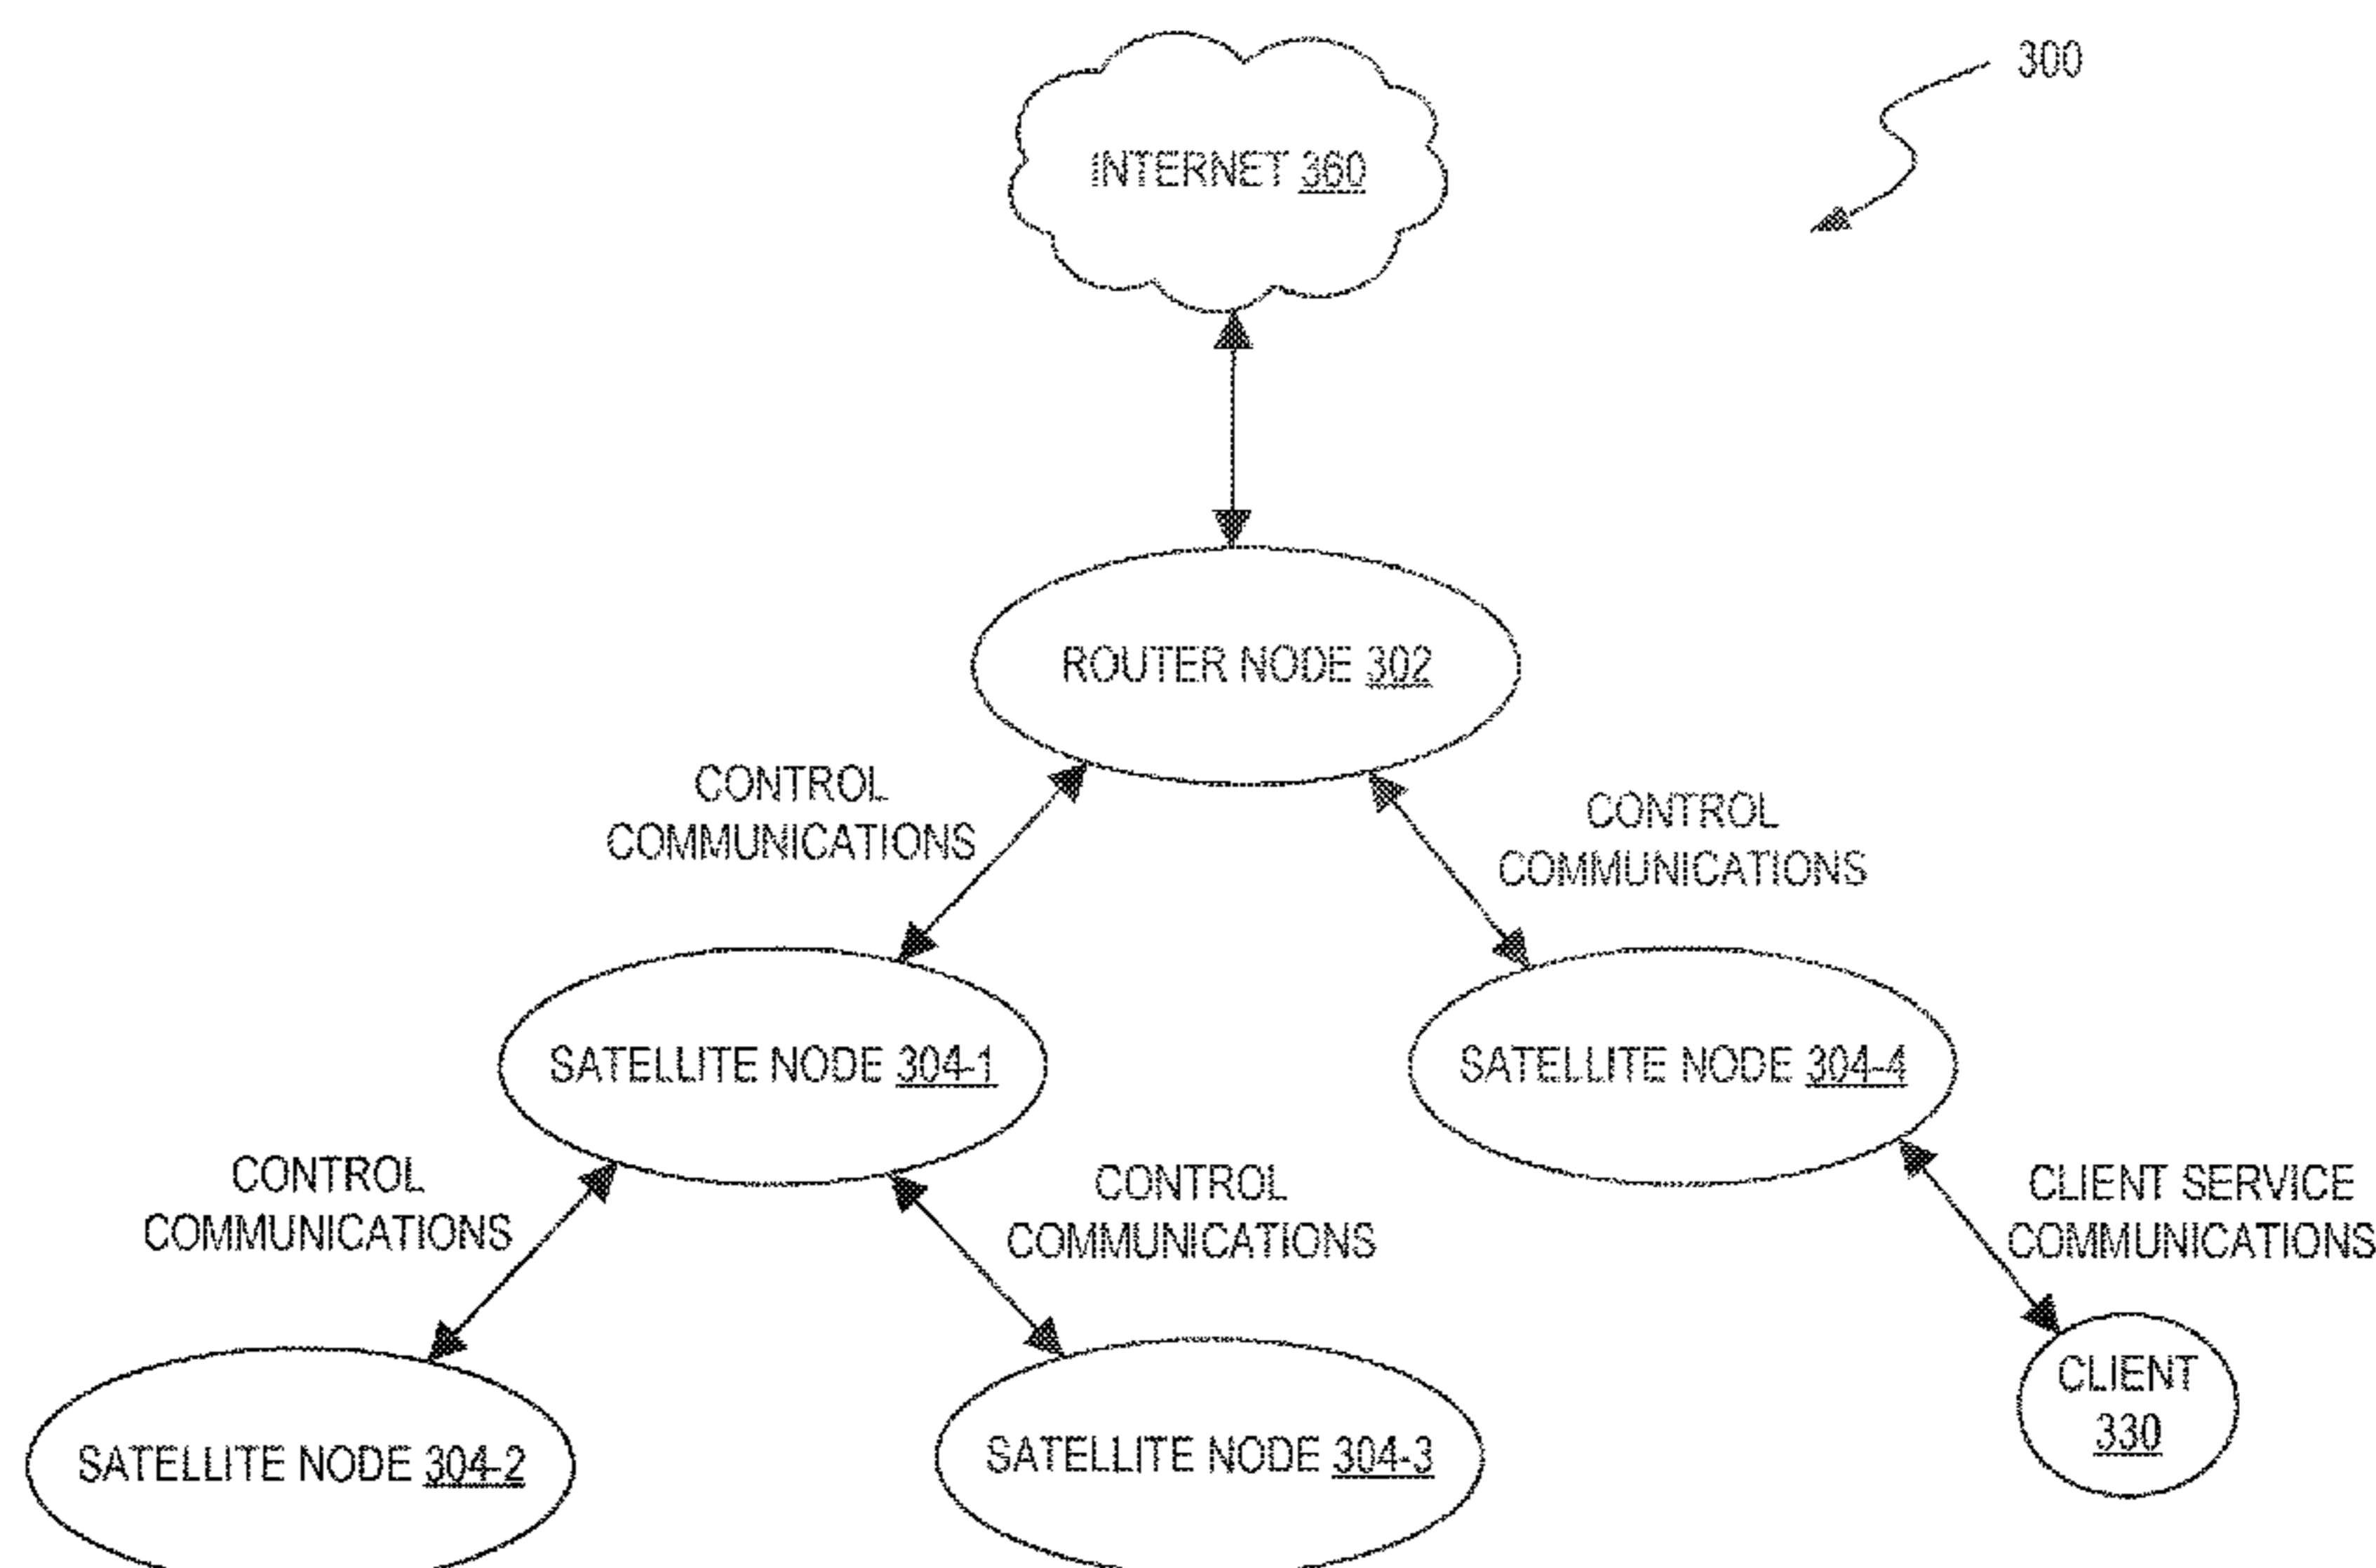 300
INTERNET 360
ROUTER NODE 302
CONTROL
COMMUNICATIONS
CONTROL
COMMUNICATIONS
SATELLITE NODE 304-1
SATELLITE NODE 304-4
CONTROL
COMMUNICATIONS
CONTROL
COMMUNICATIONS
CLIENT SERVICE
COMMUNICATIONS
SATELLITE NODE 304-2
SATELLITE NODE 304-3
CLIENT
330